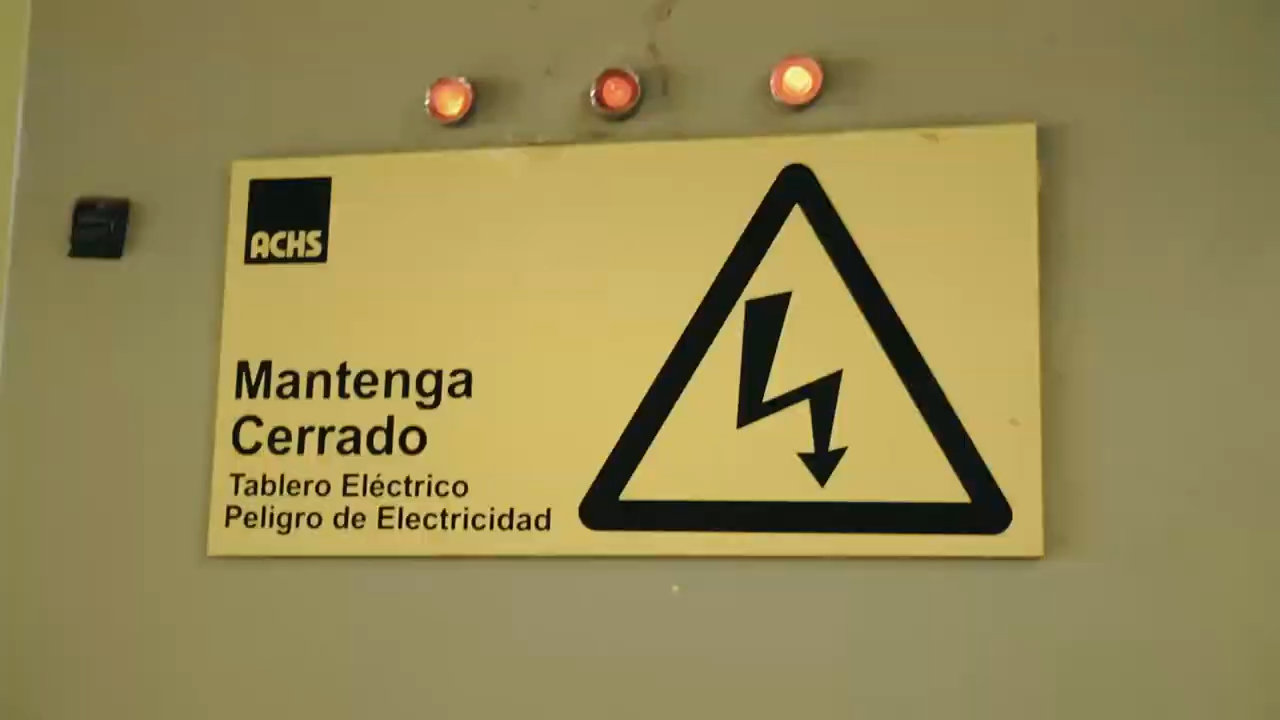 ACHS
Mantenga
Cerrado
Tablero Eléctrico
Peligro de Electricidad